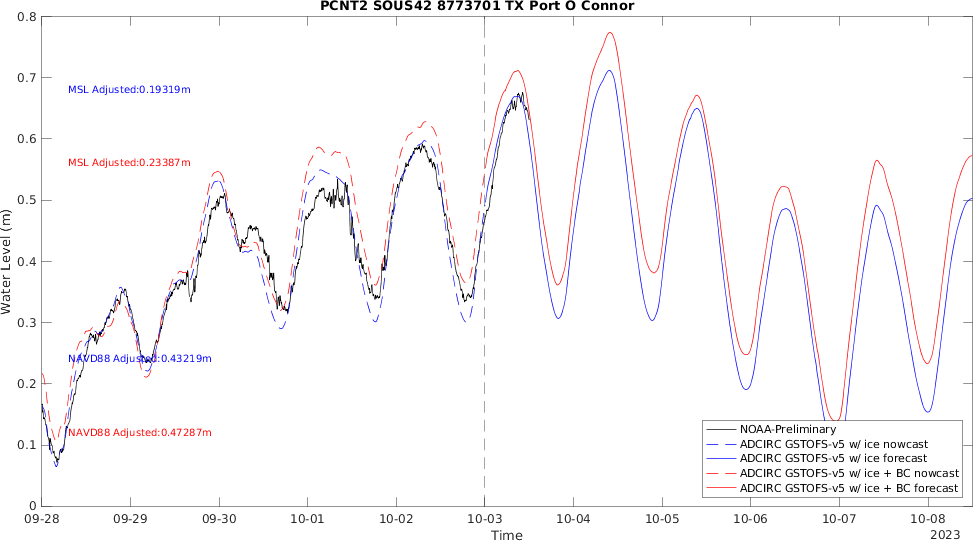 PCNT2 SOUS42 8773701 TX Port O Connor
0.8
0.7
0.6
0.5
0.4
0.3
0.2
0.1
0
Water Level (m)
MSL Adjusted:0.19319m
MSL Adjusted:0.23387m
NAVD88 Adjusted:0.43219m
NAVD88 Adjusted:0.47287m
NOAA-Preliminary
ADCIRC GSTOFS-v5 w/ ice nowcast
ADCIRC GSTOFS-v5 w/ ice forecast
ADCIRC GSTOFS-v5 w/ ice + BC nowcast
ADCIRC GSTOFS-v5 w/ ice + BC forecast
09-28 09-29 09-30 10-01 10-02 10-03 10-04 10-05 10-06 10-07 10-08
Time
2023